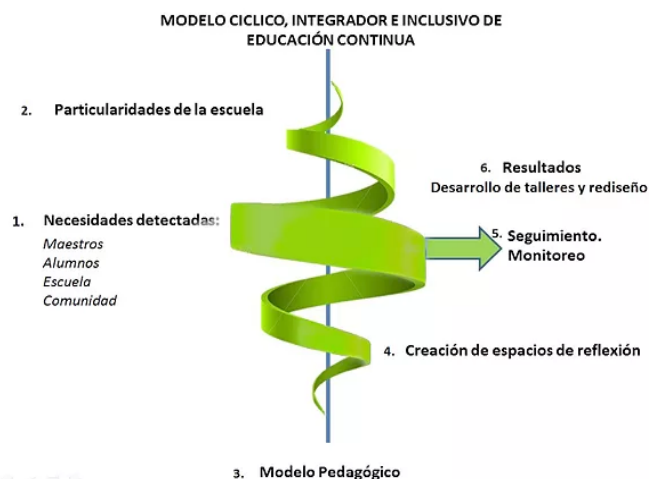 MODELO CICLICO, INTEGRADOR E INCLUSIVO DE
EDUCACIÓN CONTINUA
2. Particularidades de la escuela
6. Resultados
Desarrollo de talleres y rediseño
1. Necesidades detectadas:
Maestros
Alumnos
Escuela
Comunidad
5. Seguimiento.
Monitoreo
4. Creación de espacios de reflexión
3. Modelo Pedagógico